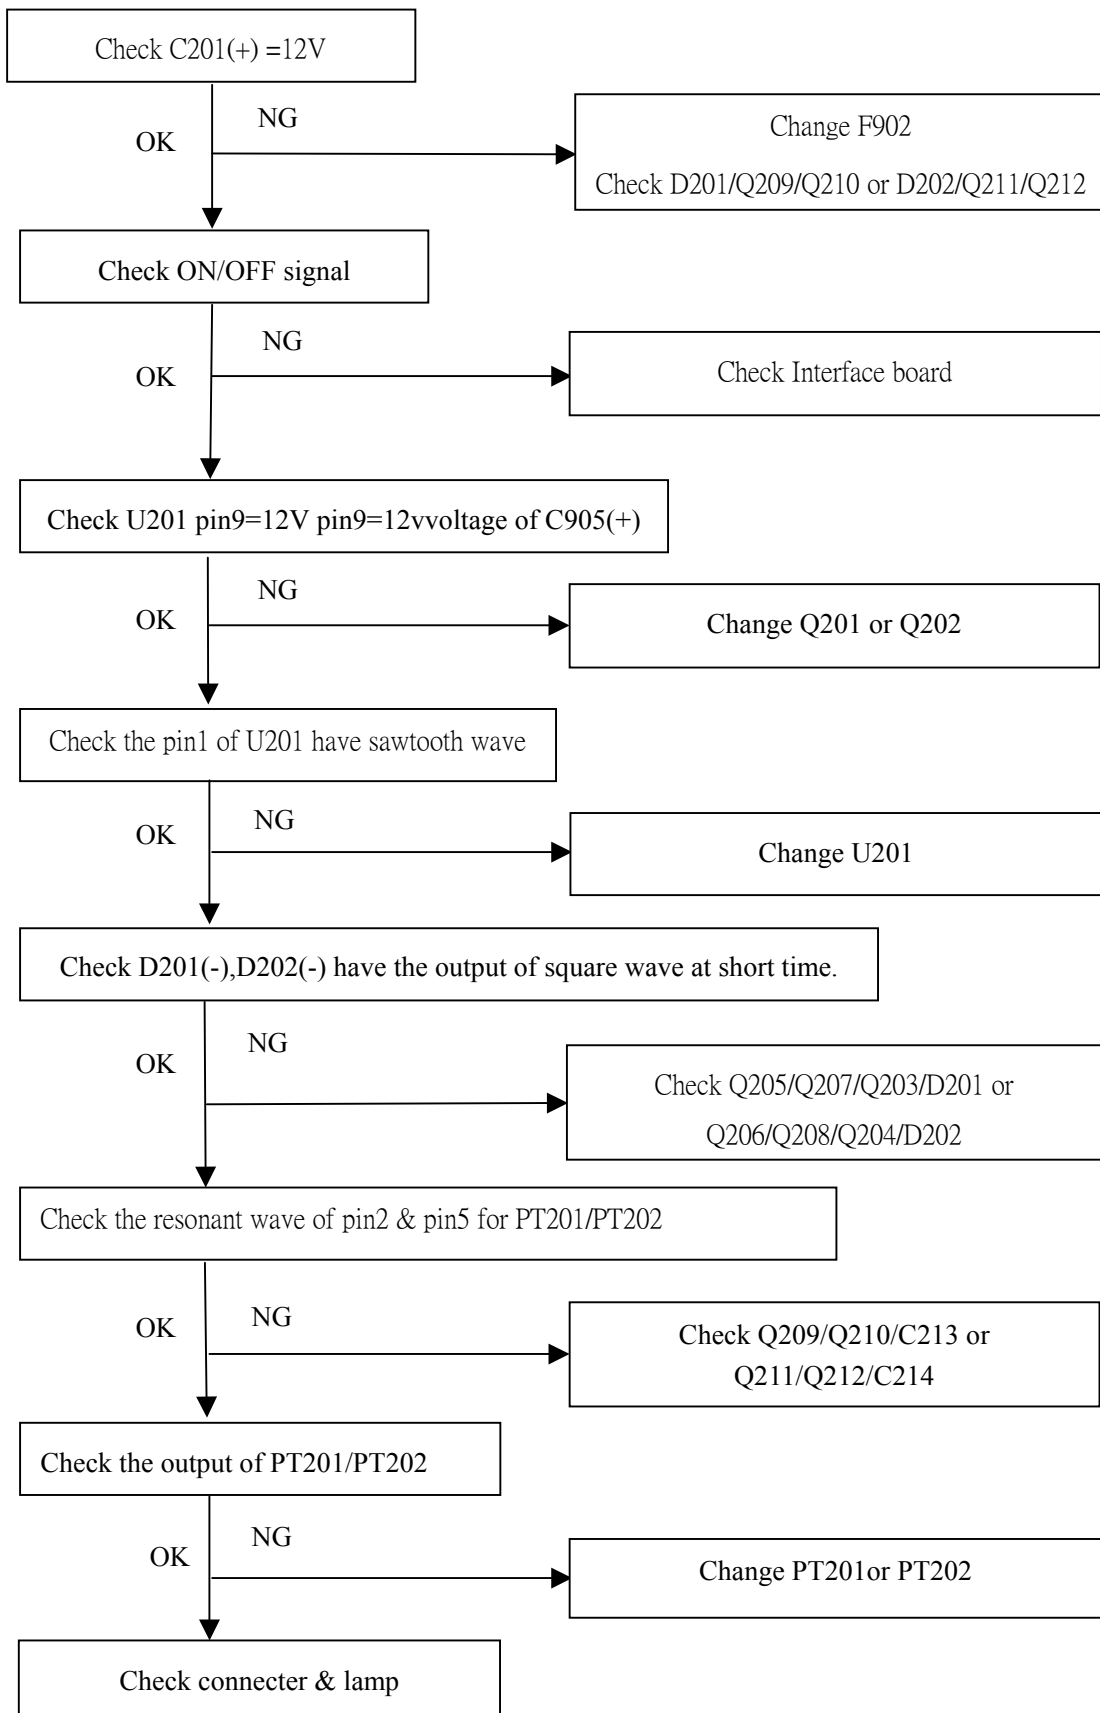 Check C201(+) =12V
NG
OK
Change F902
Check D201/Q209/Q210 or D202/Q211/Q212
Check ON/OFF signal
NG
OK
Check Interface board
Check U201 pin9=12V pin9=12vvoltage of C905(+)
NG
OK
Change Q201 or Q202
Check the pin1 of U201 have sawtooth wave
NG
OK
Change U201
Check D201(-),D202(-) have the output of square wave at short time.
NG
OK
Check Q205/Q207/Q203/D201 or
Q206/Q208/Q204/D202
Check the resonant wave of pin2 & pin5 for PT201/PT202
NG
OK
Check Q209/Q210/C213 or
Q211/Q212/C214
Check the output of PT201/PT202
NG
OK
Change PT201or PT202
Check connecter & lamp